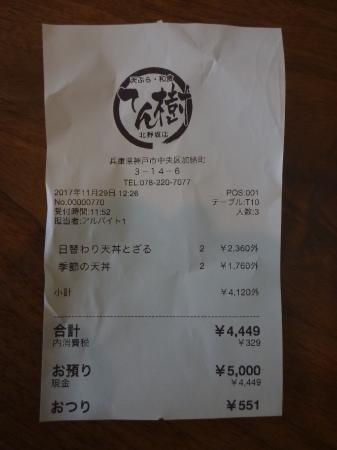 天ぷら・和食
てん樹
北野坂店
兵庫県神戸市中央区加納町
3-14-6
TEL:078-220-7077
2017年11月29日 12:26 POS:001
No.00000770 テーブル:T10
受付時間:11:52 人数:3
担当者:アルバイト1
日替わり天丼とざる 2 ¥2,360外
季節の天丼 2 ¥1,760外
小計 ¥4,120外
合計 ¥4,449
内消費税 ¥329
お預り ¥5,000
現金 ¥4,449
おつり ¥551